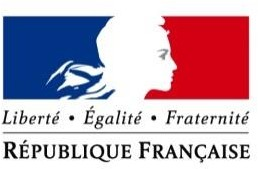 Liberté • Égalité • Fraternité
RÉPUBLIQUE FRANÇAISE